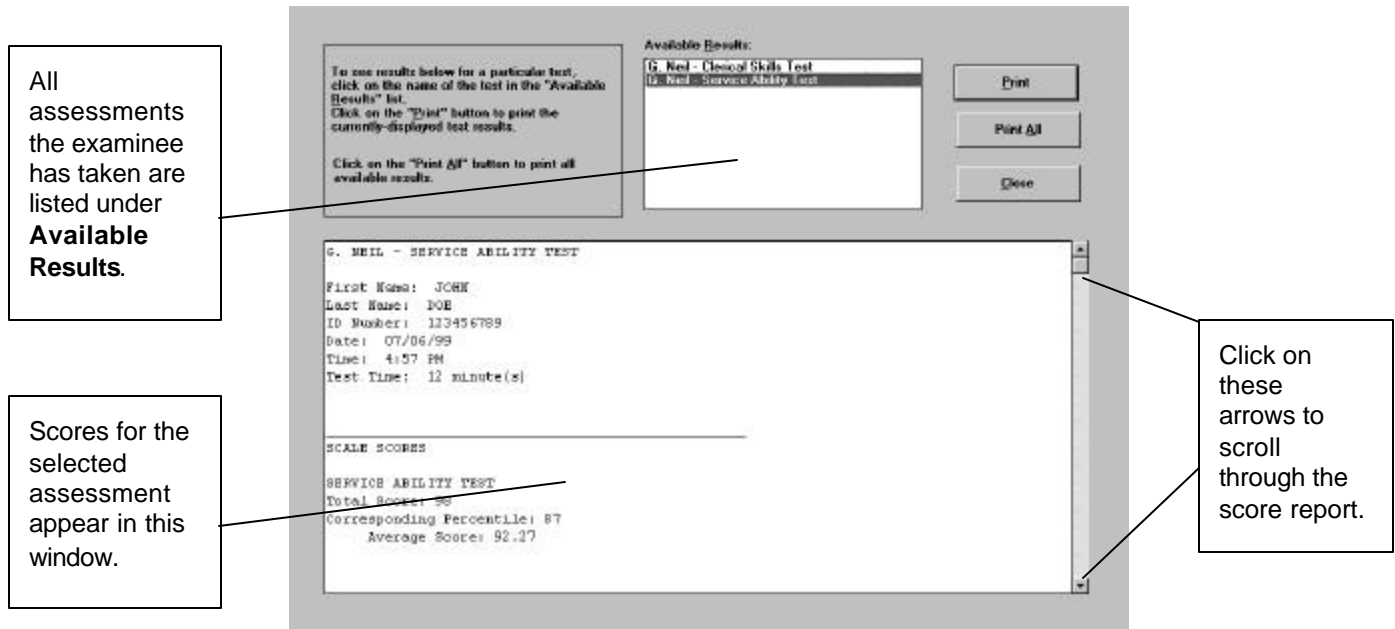 All
assessments
the examinee
has taken are
listed under
Available
Results.
Scores for the
selected
assessment
appear in this
window.
To see results below for a particular test,
click on the name of the test in the "Available
Results" list.
Click on the "Print" button to print the
currently-displayed test results.
Click on the "Print All" button to print all
available results.
Available Results:
G. Neil - Clerical Skills Test
G. Neil - Service Ability Test
Print
Print All
Close
G. NEIL - SERVICE ABILITY TEST
First Name: JOHN
Last Name: DOE
ID Number: 123456789
Date: 07/06/99
Time: 4:57 PM
Test Time: 12 minute(s)
SCALE SCORES
SERVICE ABILITY TEST
Total Score: 98
Corresponding Percentile: 87
Average Score: 92.27
Click on
these
arrows to
scroll
through the
score report.